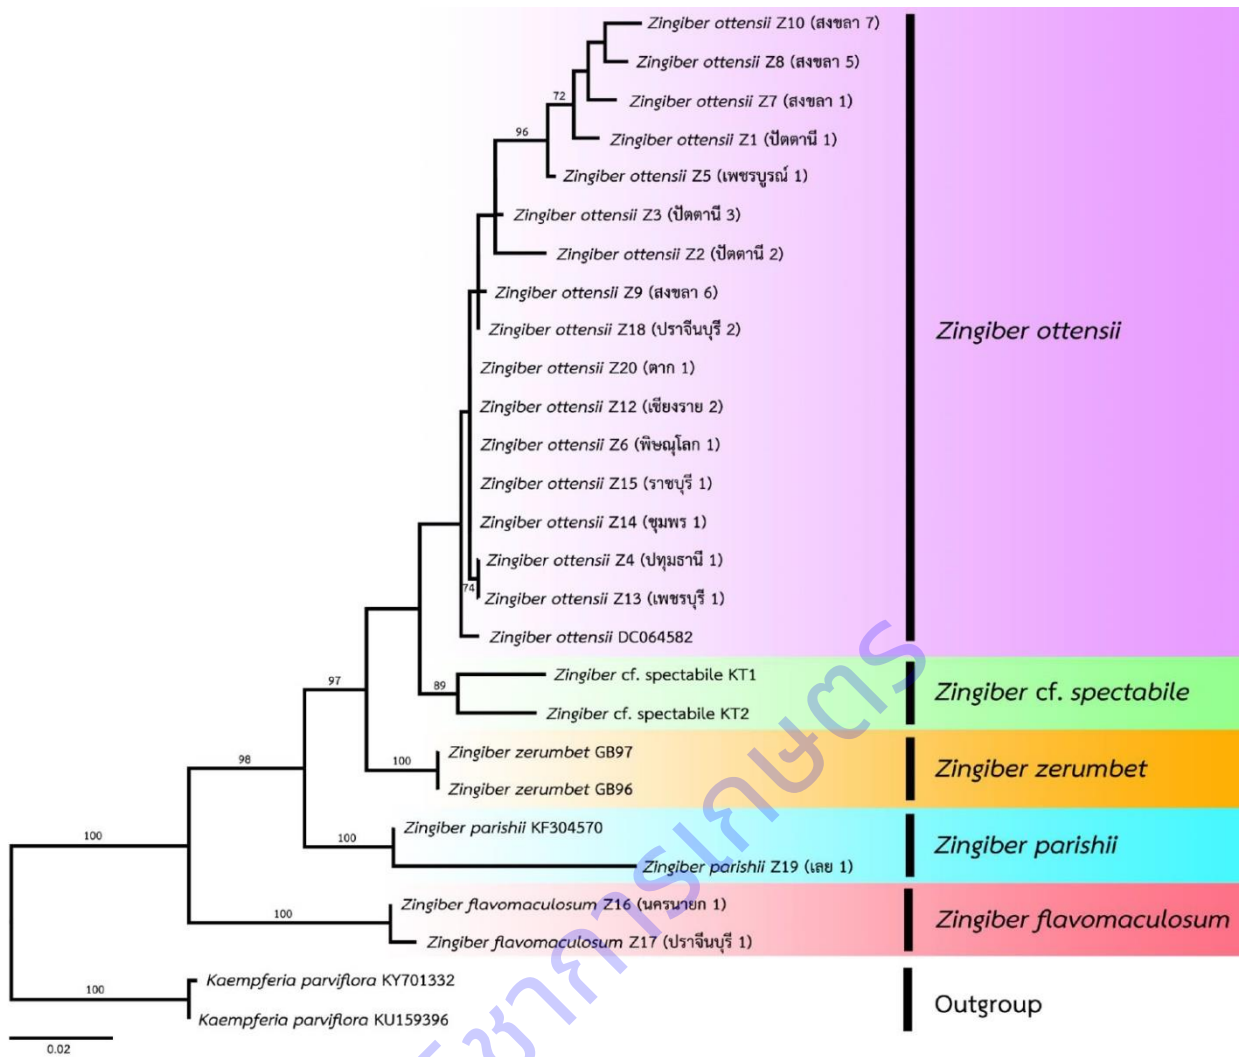 Zingiber ottensii Z10 (สงขลา 7)
Zingiber ottensii Z8 (สงขลา 5)
72
Zingiber ottensii Z7 (สงขลา 1)
96
Zingiber ottensii Z1 (ปัตตานี 1)
Zingiber ottensii Z5 (เพชรบูรณ์ 1)
Zingiber ottensii Z3 (ปัตตานี 3)
Zingiber ottensii Z2 (ปัตตานี 2)
Zingiber ottensii Z9 (สงขลา 6)
Zingiber ottensii Z18 (ปราจีนบุรี 2)
Zingiber ottensii
Zingiber ottensii Z20 (ตาก 1)
Zingiber ottensii Z12 (เชียงราย 2)
Zingiber ottensii Z6 (พิษณุโลก 1)
Zingiber ottensii Z15 (ราชบุรี 1)
Zingiber ottensii Z14 (ชุมพร 1)
Zingiber ottensii Z4 (ปทุมธานี 1)
74
Zingiber ottensii Z13 (เพชรบุรี 1)
Zingiber ottensii DC064582
Zingiber cf. spectabile KT1
97
89
Zingiber cf. spectabile
Zingiber cf. spectabile KT2
Zingiber zerumbet GB97
98
100
Zingiber zerumbet
Zingiber zerumbet GB96
Zingiber parishii KF304570
100
100
Zingiber parishii
Zingiber parishii Z19 (เลย 1)
Zingiber flavomaculosum Z16 (นครนายก 1)
100
Zingiber flavomaculosum
Zingiber flavomaculosum Z17 (ปราจีนบุรี 1)
Kaempferia parviflora KY701332
100
Outgroup
Kaempferia parviflora KU159396
0.02